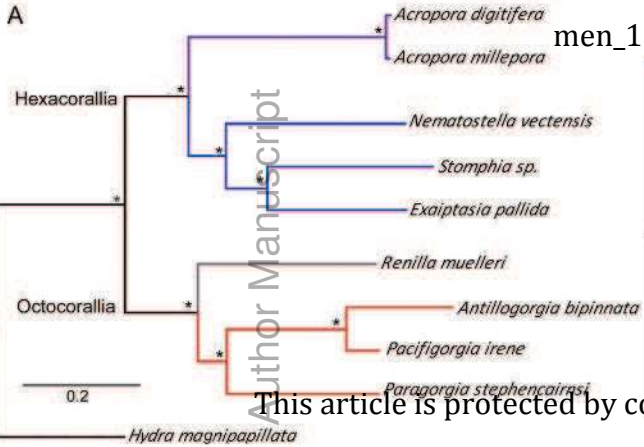 A
Acropora digitifera
men_1
Acropora millepora
Hexacorallia
Nematostella vectensis
Stomphia sp.
Exaiptasia pallida
Author Manuscript
Renilla muelleri
Octocorallia
Antillogorgia bipinnata
Pacifigorgia irene
0.2
Paragorgia stephencairnsi
This article is protected by co
Hydra magnipapillata
* * * * * * * *